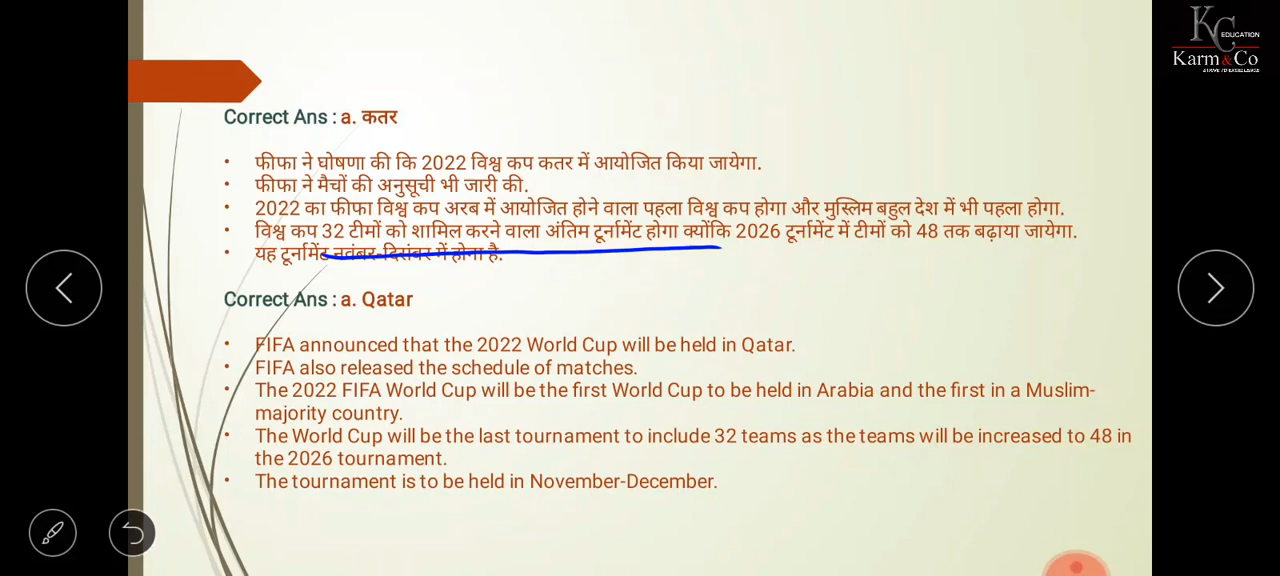 KC EDUCATION
Karm & Co
Correct Ans : a. कतर
• फीफा ने घोषणा की कि 2022 विश्व कप कतर में आयोजित किया जायेगा.
• फीफा ने मैचों की अनुसूची भी जारी की.
• 2022 का फीफा विश्व कप अरब में आयोजित होने वाला पहला विश्व कप होगा और मुस्लिम बहुल देश में भी पहला होगा.
• विश्व कप 32 टीमों को शामिल करने वाला अंतिम टूर्नामेंट होगा क्योंकि 2026 टूर्नामेंट में टीमों को 48 तक बढ़ाया जायेगा.
• यह टूर्नामेंट नवंबर-दिसंबर में होना है.
Correct Ans : a. Qatar
• FIFA announced that the 2022 World Cup will be held in Qatar.
• FIFA also released the schedule of matches.
• The 2022 FIFA World Cup will be the first World Cup to be held in Arabia and the first in a Muslim-
majority country.
• The World Cup will be the last tournament to include 32 teams as the teams will be increased to 48 in
the 2026 tournament.
• The tournament is to be held in November-December.